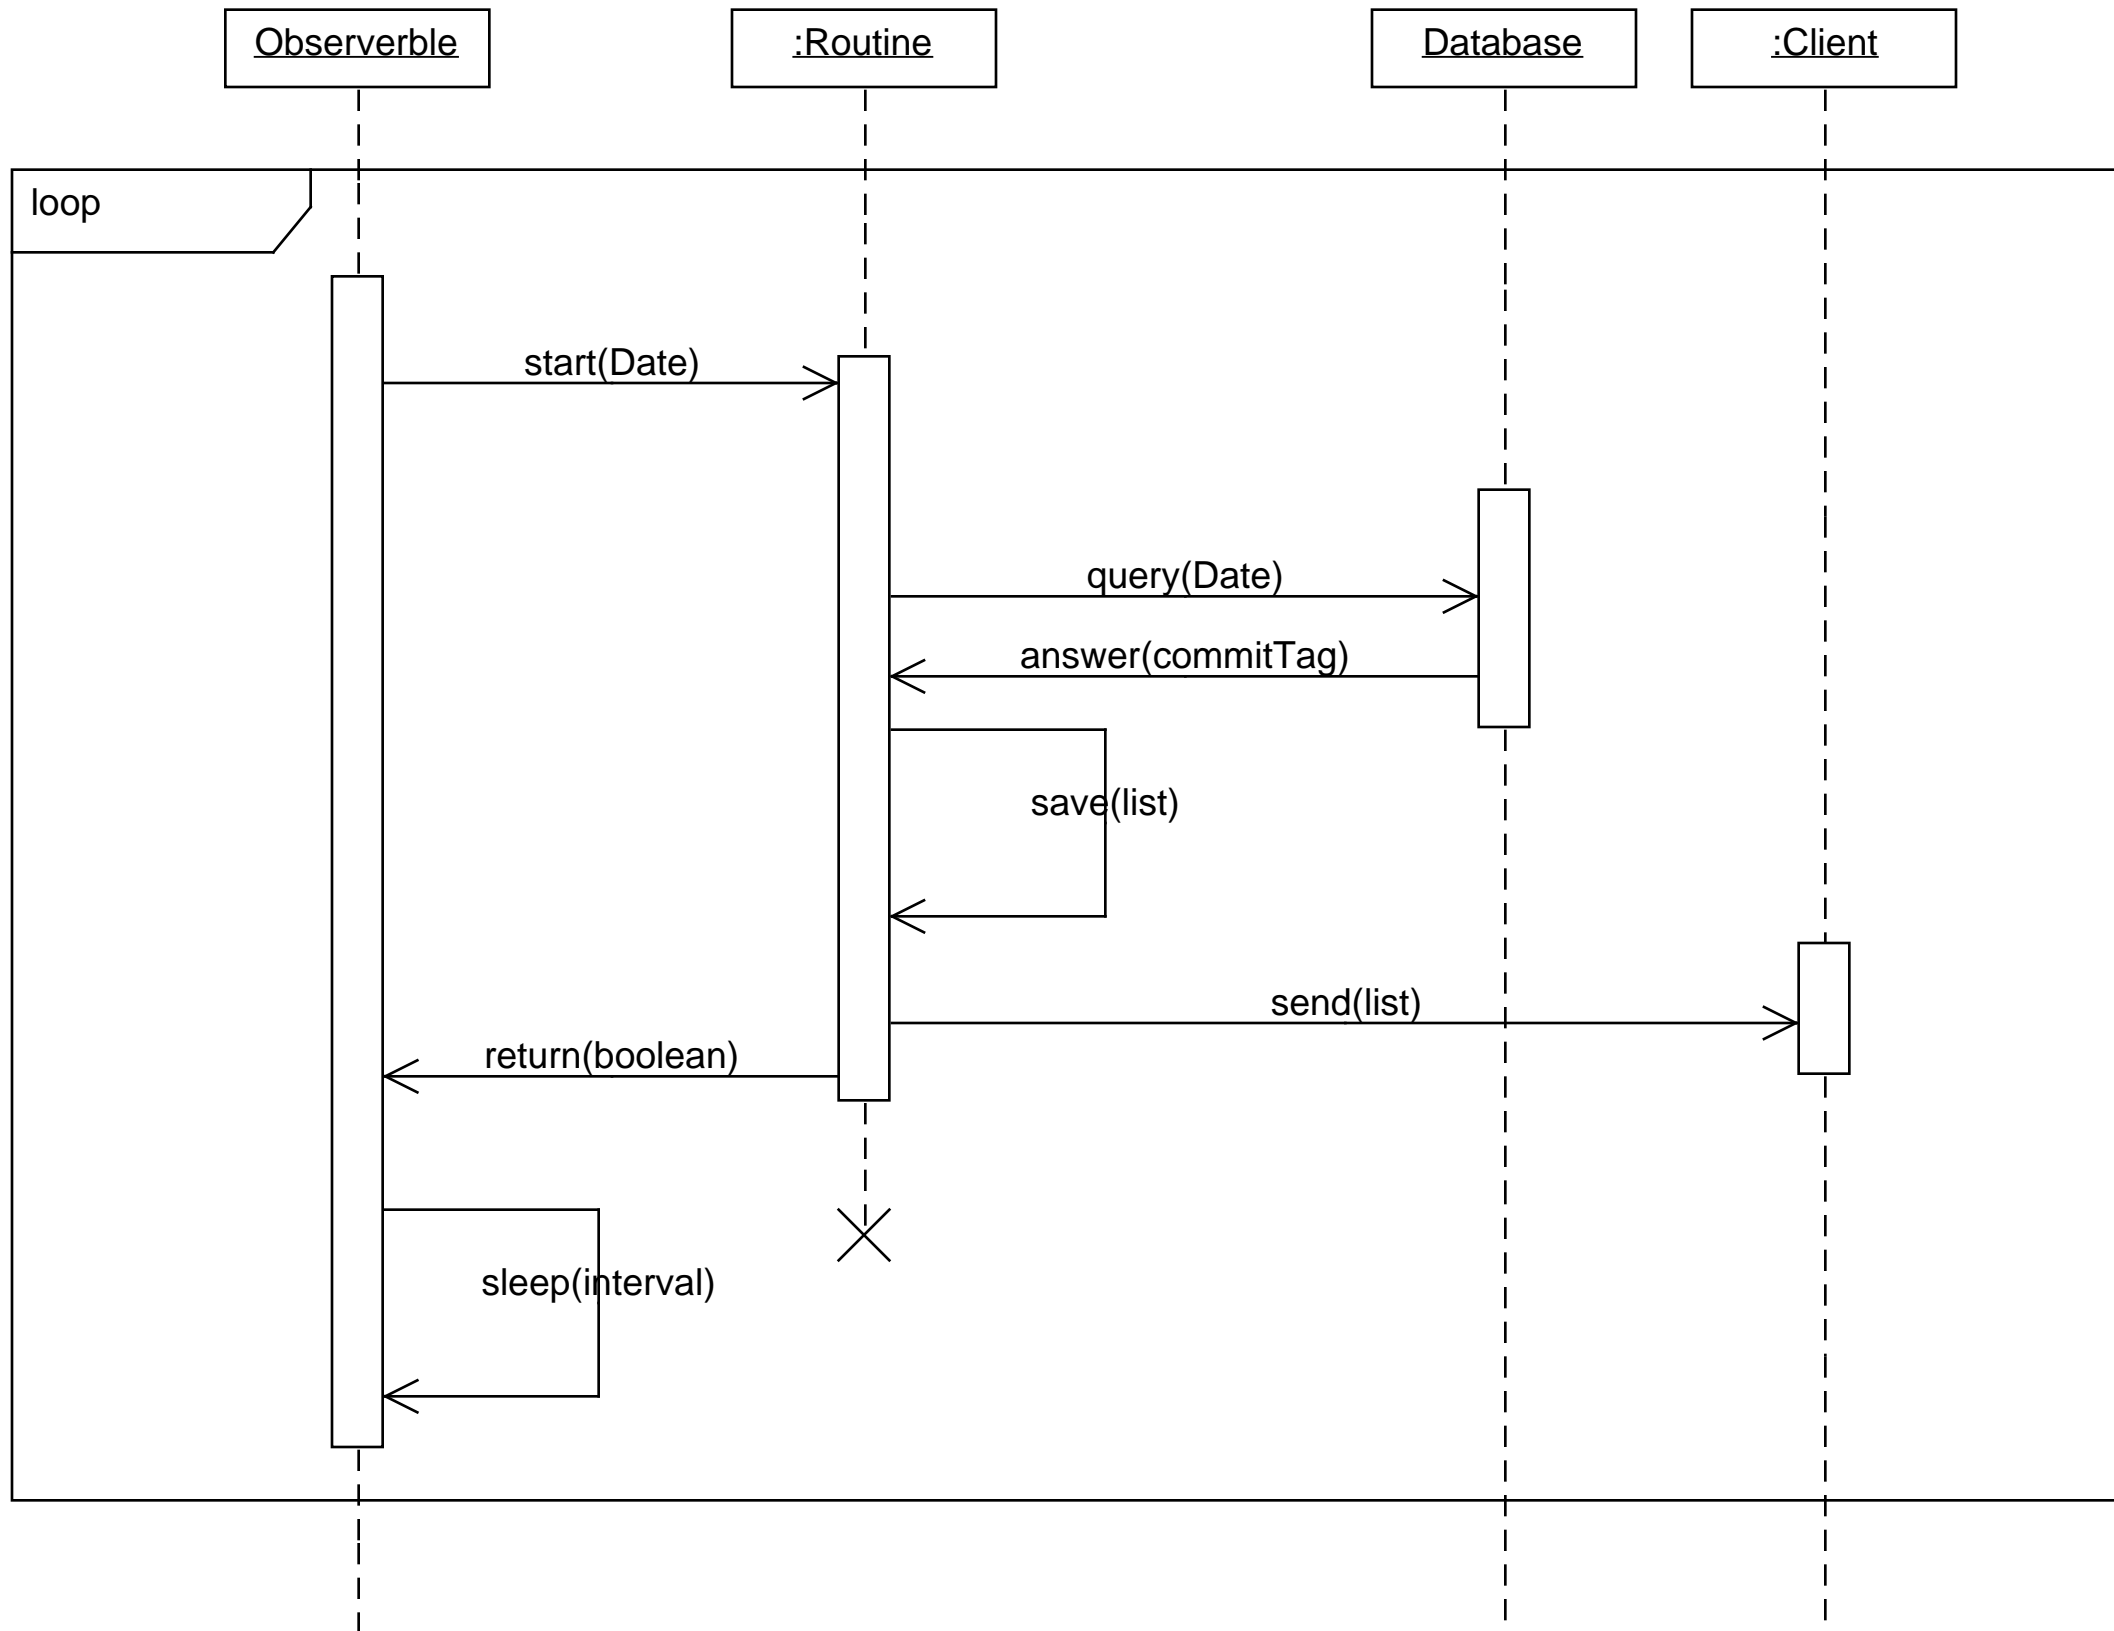 Observerble
:Routine
Database
:Client
loop
start(Date)
query(Date)
answer(commitTag)
save(list)
send(list)
return(boolean)
sleep(interval)